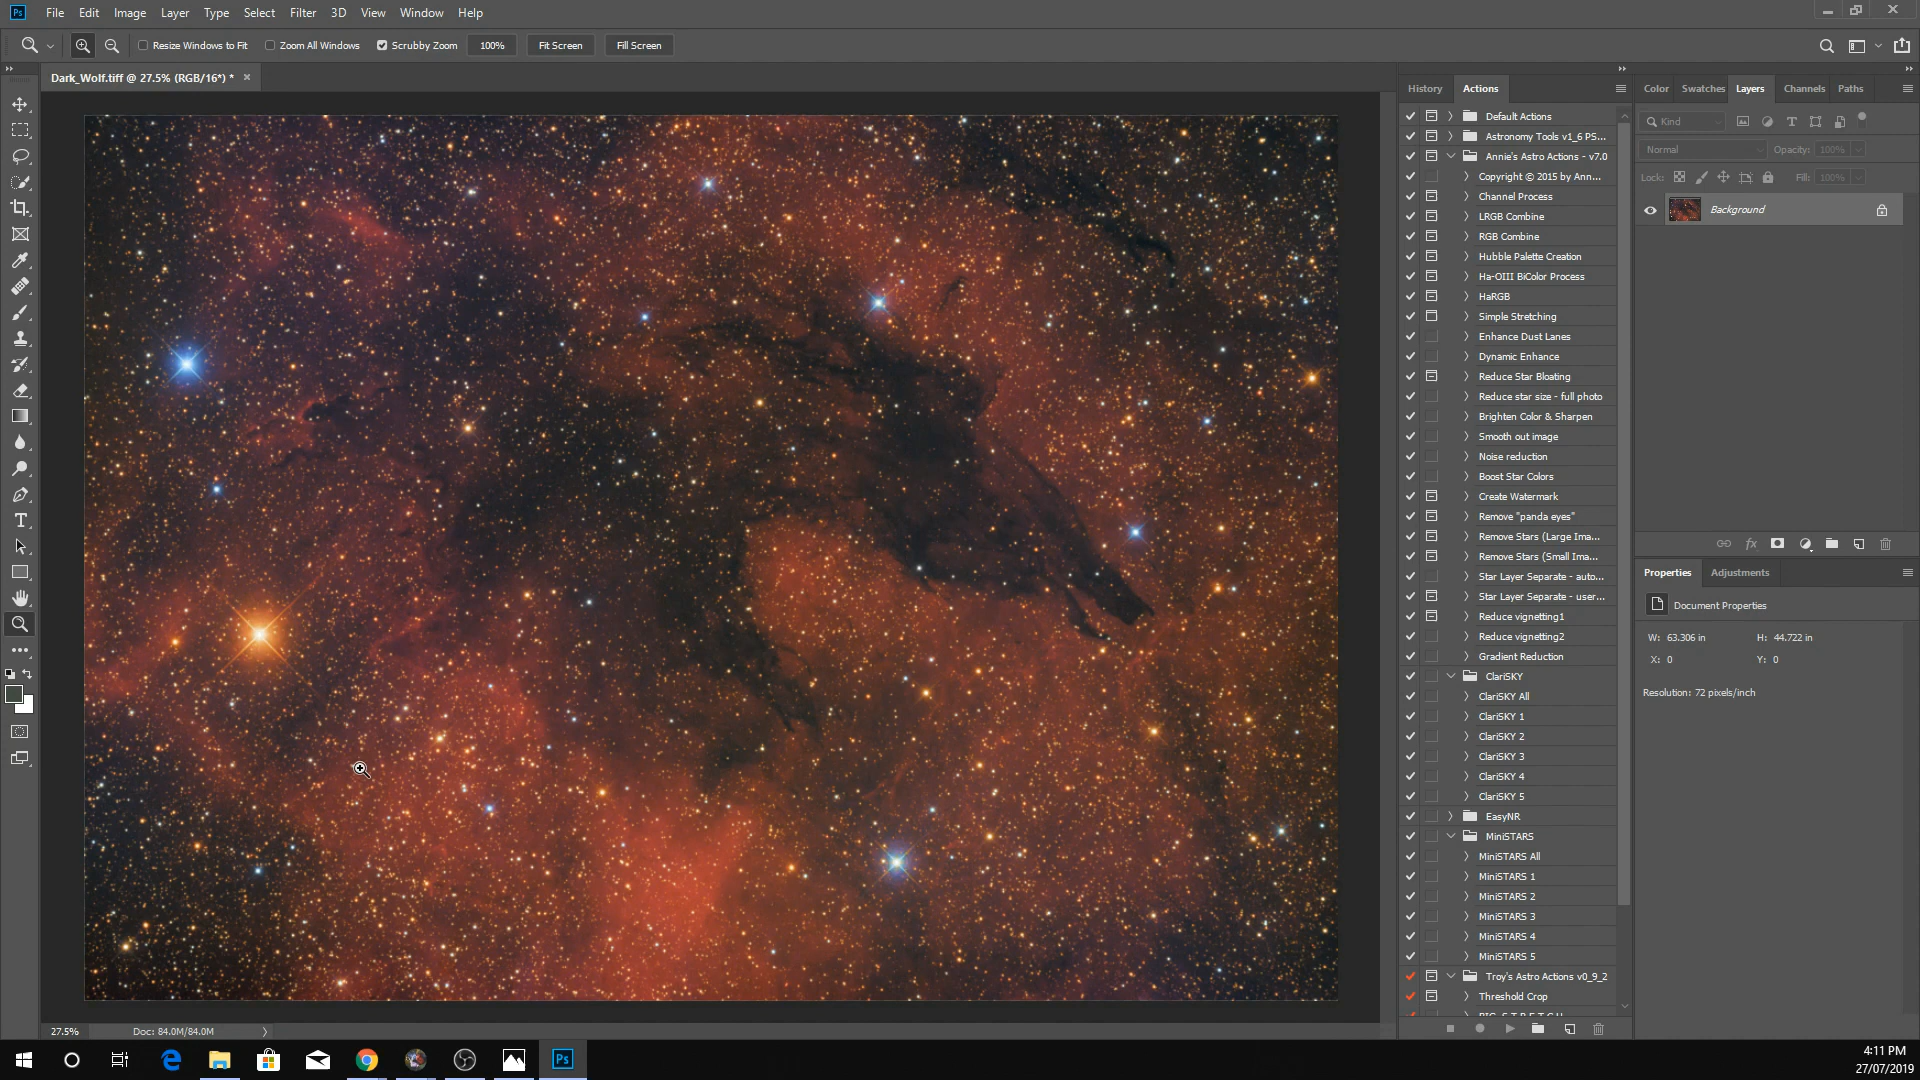 Ps File Edit Image Layer Type Select Filter 3D View Window Help
Resize Windows to Fit Zoom All Windows Scrubby Zoom 100% Fit Screen Fill Screen
Dark_Wolf.tiff @ 27.5% (RGB/16*) *
History Actions
Default Actions
Astronomy Tools v1_6 PS...
Annie's Astro Actions - v7.0
Copyright © 2015 by Ann...
Channel Process
LRGB Combine
RGB Combine
Hubble Palette Creation
Ha-OIII BiColor Process
HaRGB
Simple Stretching
Enhance Dust Lanes
Dynamic Enhance
Reduce Star Bloating
Reduce star size - full photo
Brighten Color & Sharpen
Smooth out image
Noise reduction
Boost Star Colors
Create Watermark
Remove "panda eyes"
Remove Stars (Large Ima...
Remove Stars (Small Ima...
Star Layer Separate - auto...
Star Layer Separate - user...
Reduce vignetting1
Reduce vignetting2
Gradient Reduction
ClariSKY
ClariSKY All
ClariSKY 1
ClariSKY 2
ClariSKY 3
ClariSKY 4
ClariSKY 5
EasyNR
MiniSTARS
MiniSTARS All
MiniSTARS 1
MiniSTARS 2
MiniSTARS 3
MiniSTARS 4
MiniSTARS 5
Troy's Astro Actions v0_9_2
Threshold Crop
Color Swatches Layers Channels Paths
Kind
Normal Opacity: 100%
Lock: Fill: 100%
Background
Properties Adjustments
Document Properties
W: 63.306 in H: 44.722 in
X: 0 Y: 0
Resolution: 72 pixels/inch
27.5% Doc: 84.0M/84.0M
Ps
4:11 PM
27/07/2019